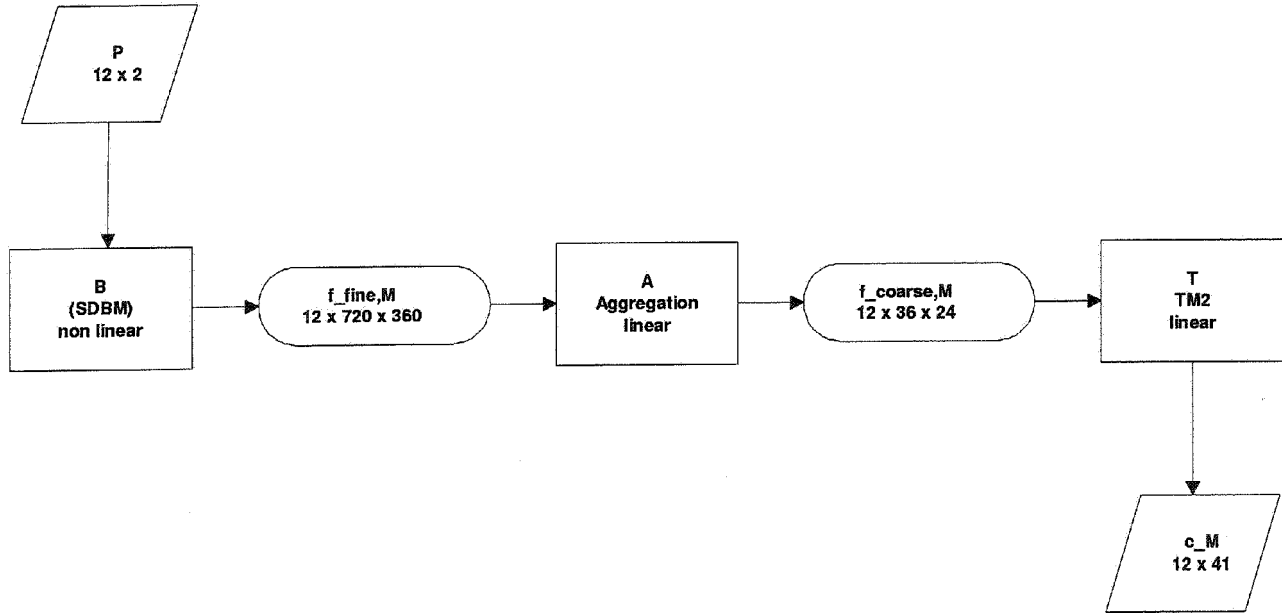 P
12 x 2
B
(SDBM)
non linear
f_fine,M
12 x 720 x 360
A
Aggregation
linear
f_coarse,M
12 x 36 x 24
T
TM2
linear
c_M
12 x 41